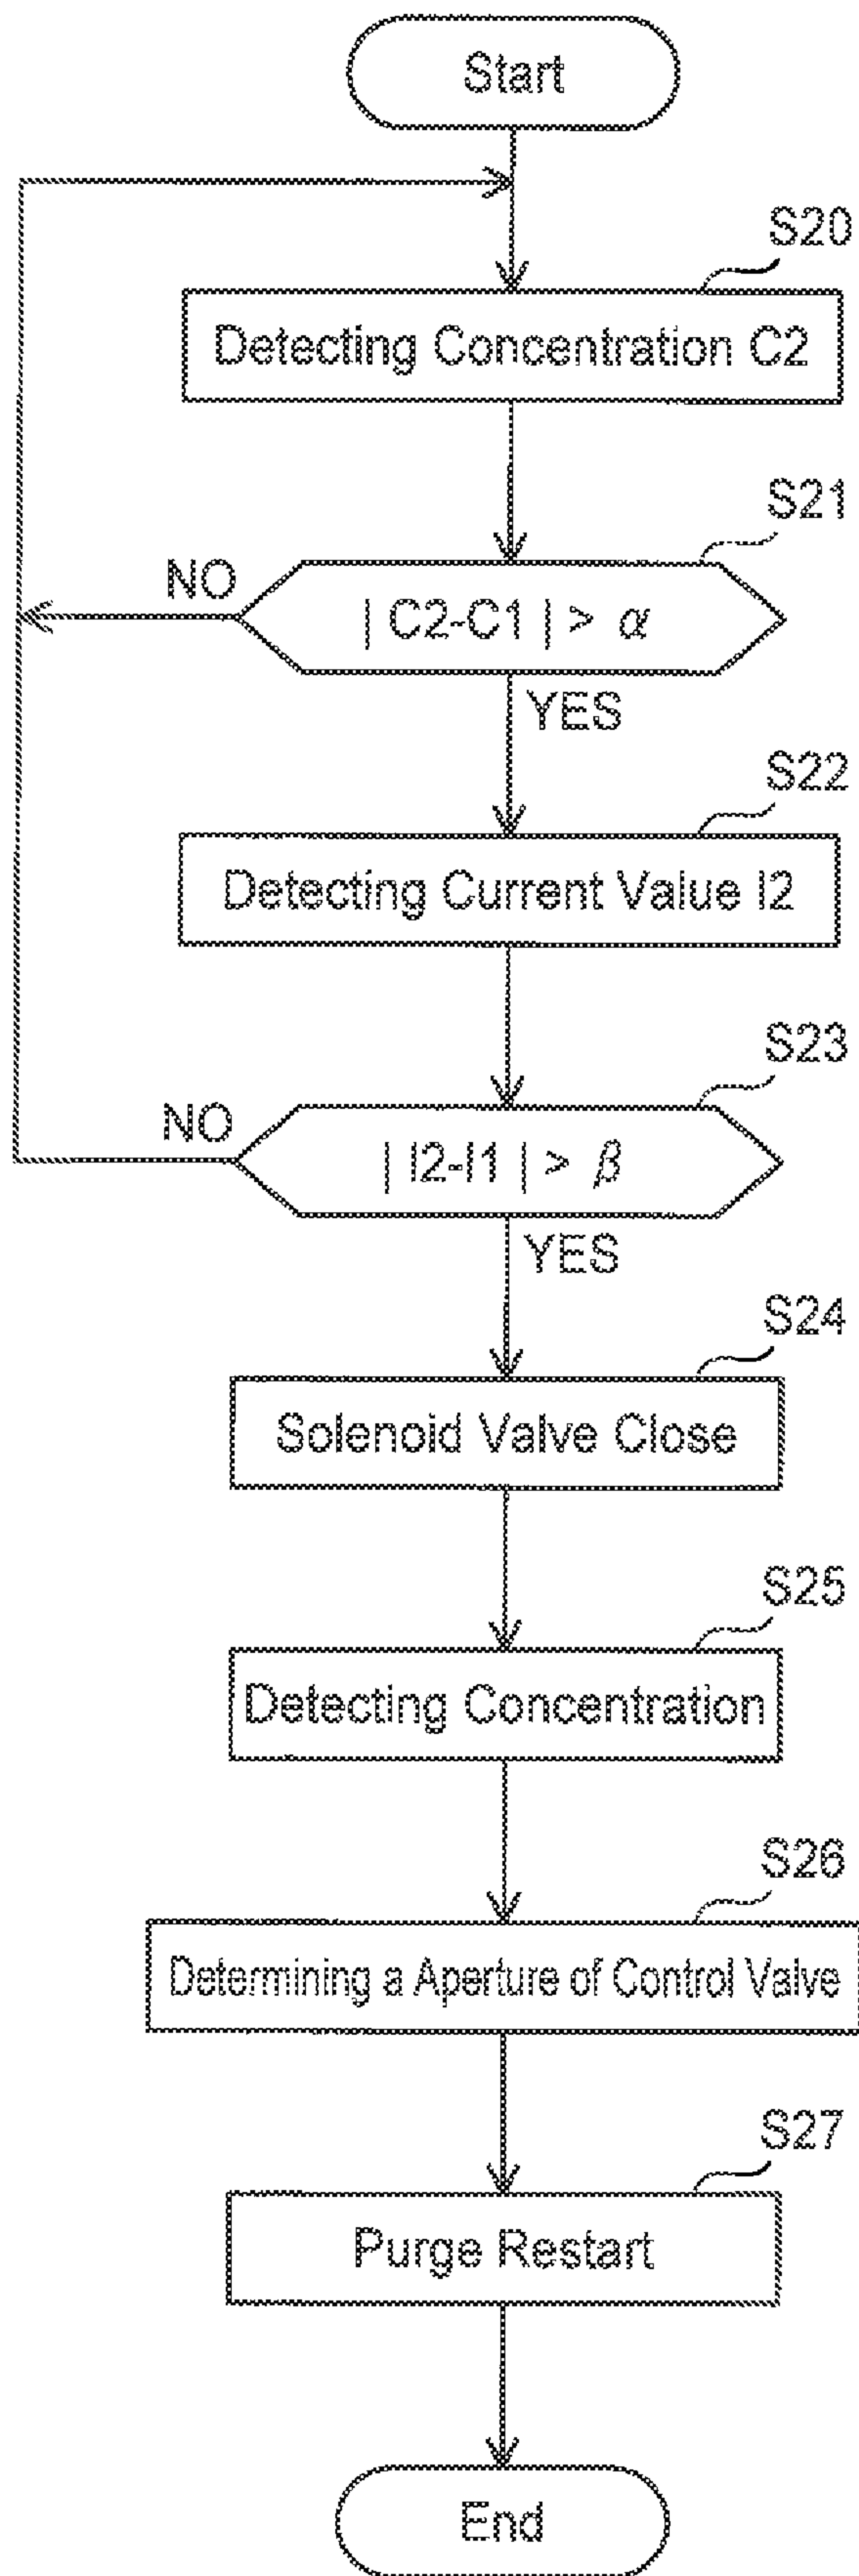 Start
S20
Detecting Concentration C2
S21
NO
| C2-C1 | > α
YES
S22
Detecting Current Value I2
S23
NO
| I2-I1 | > β
YES
S24
Solenoid Valve Close
S25
Detecting Concentration
S26
Determining a Aperture of Control Valve
S27
Purge Restart
End